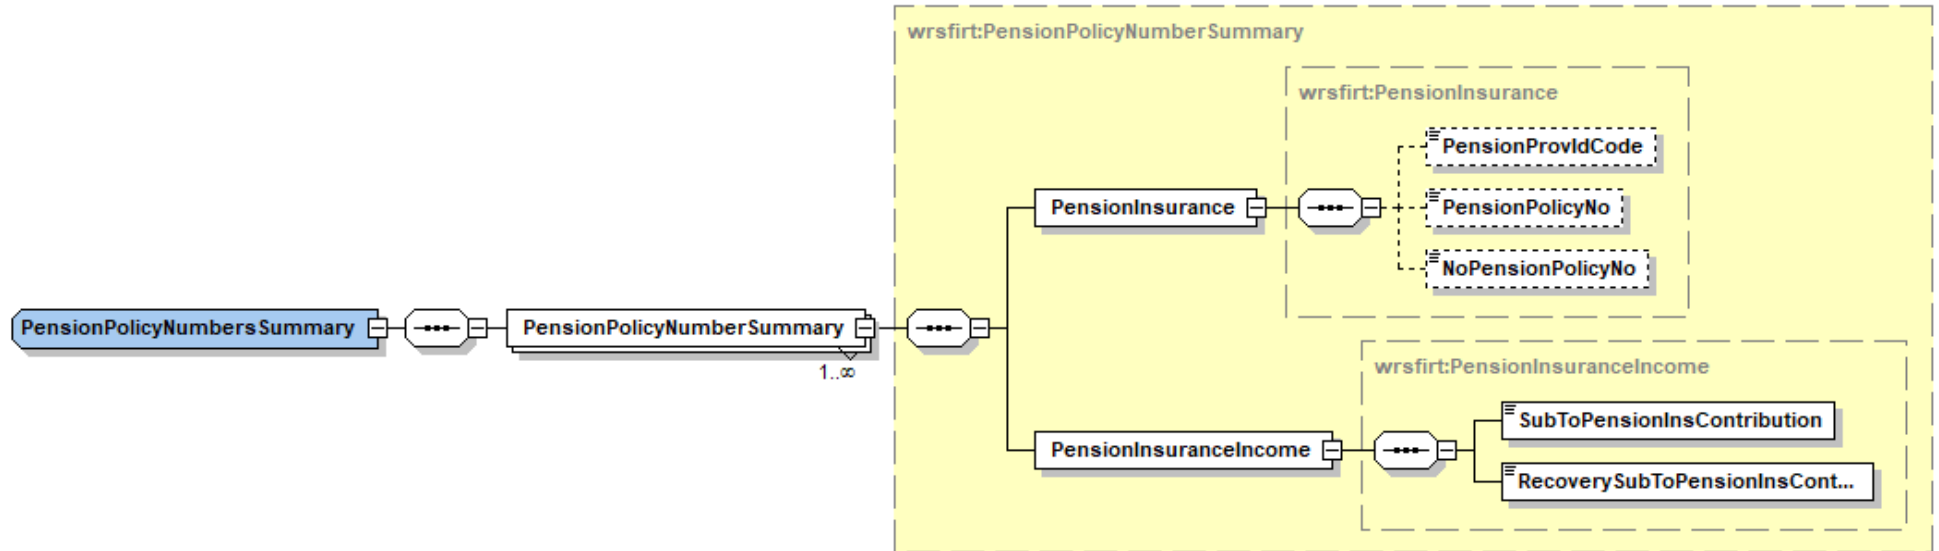 wrsfirt:PensionPolicyNumberSummary
wrsfirt:PensionInsurance
PensionProvIdCode
PensionInsurance
PensionPolicyNo
NoPensionPolicyNo
PensionPolicyNumbersSummary
PensionPolicyNumberSummary
1..∞
wrsfirt:PensionInsuranceIncome
SubToPensionInsContribution
PensionInsuranceIncome
RecoverySubToPensionInsCont...